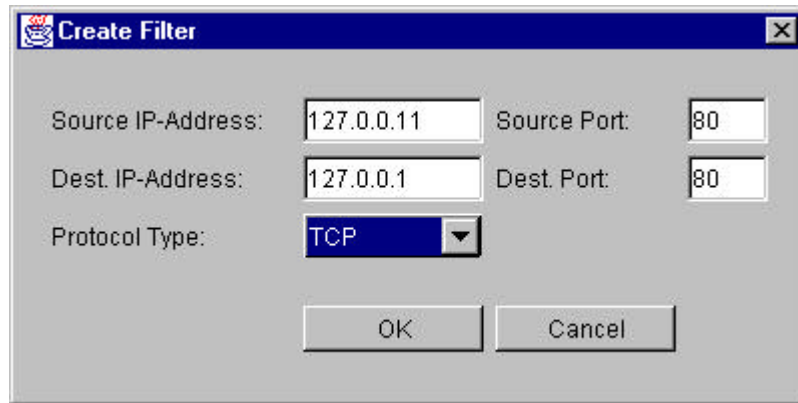 Create Filter
Source IP-Address: 127.0.0.11 Source Port: 80
Dest. IP-Address: 127.0.0.1 Dest. Port: 80
Protocol Type: TCP
OK Cancel